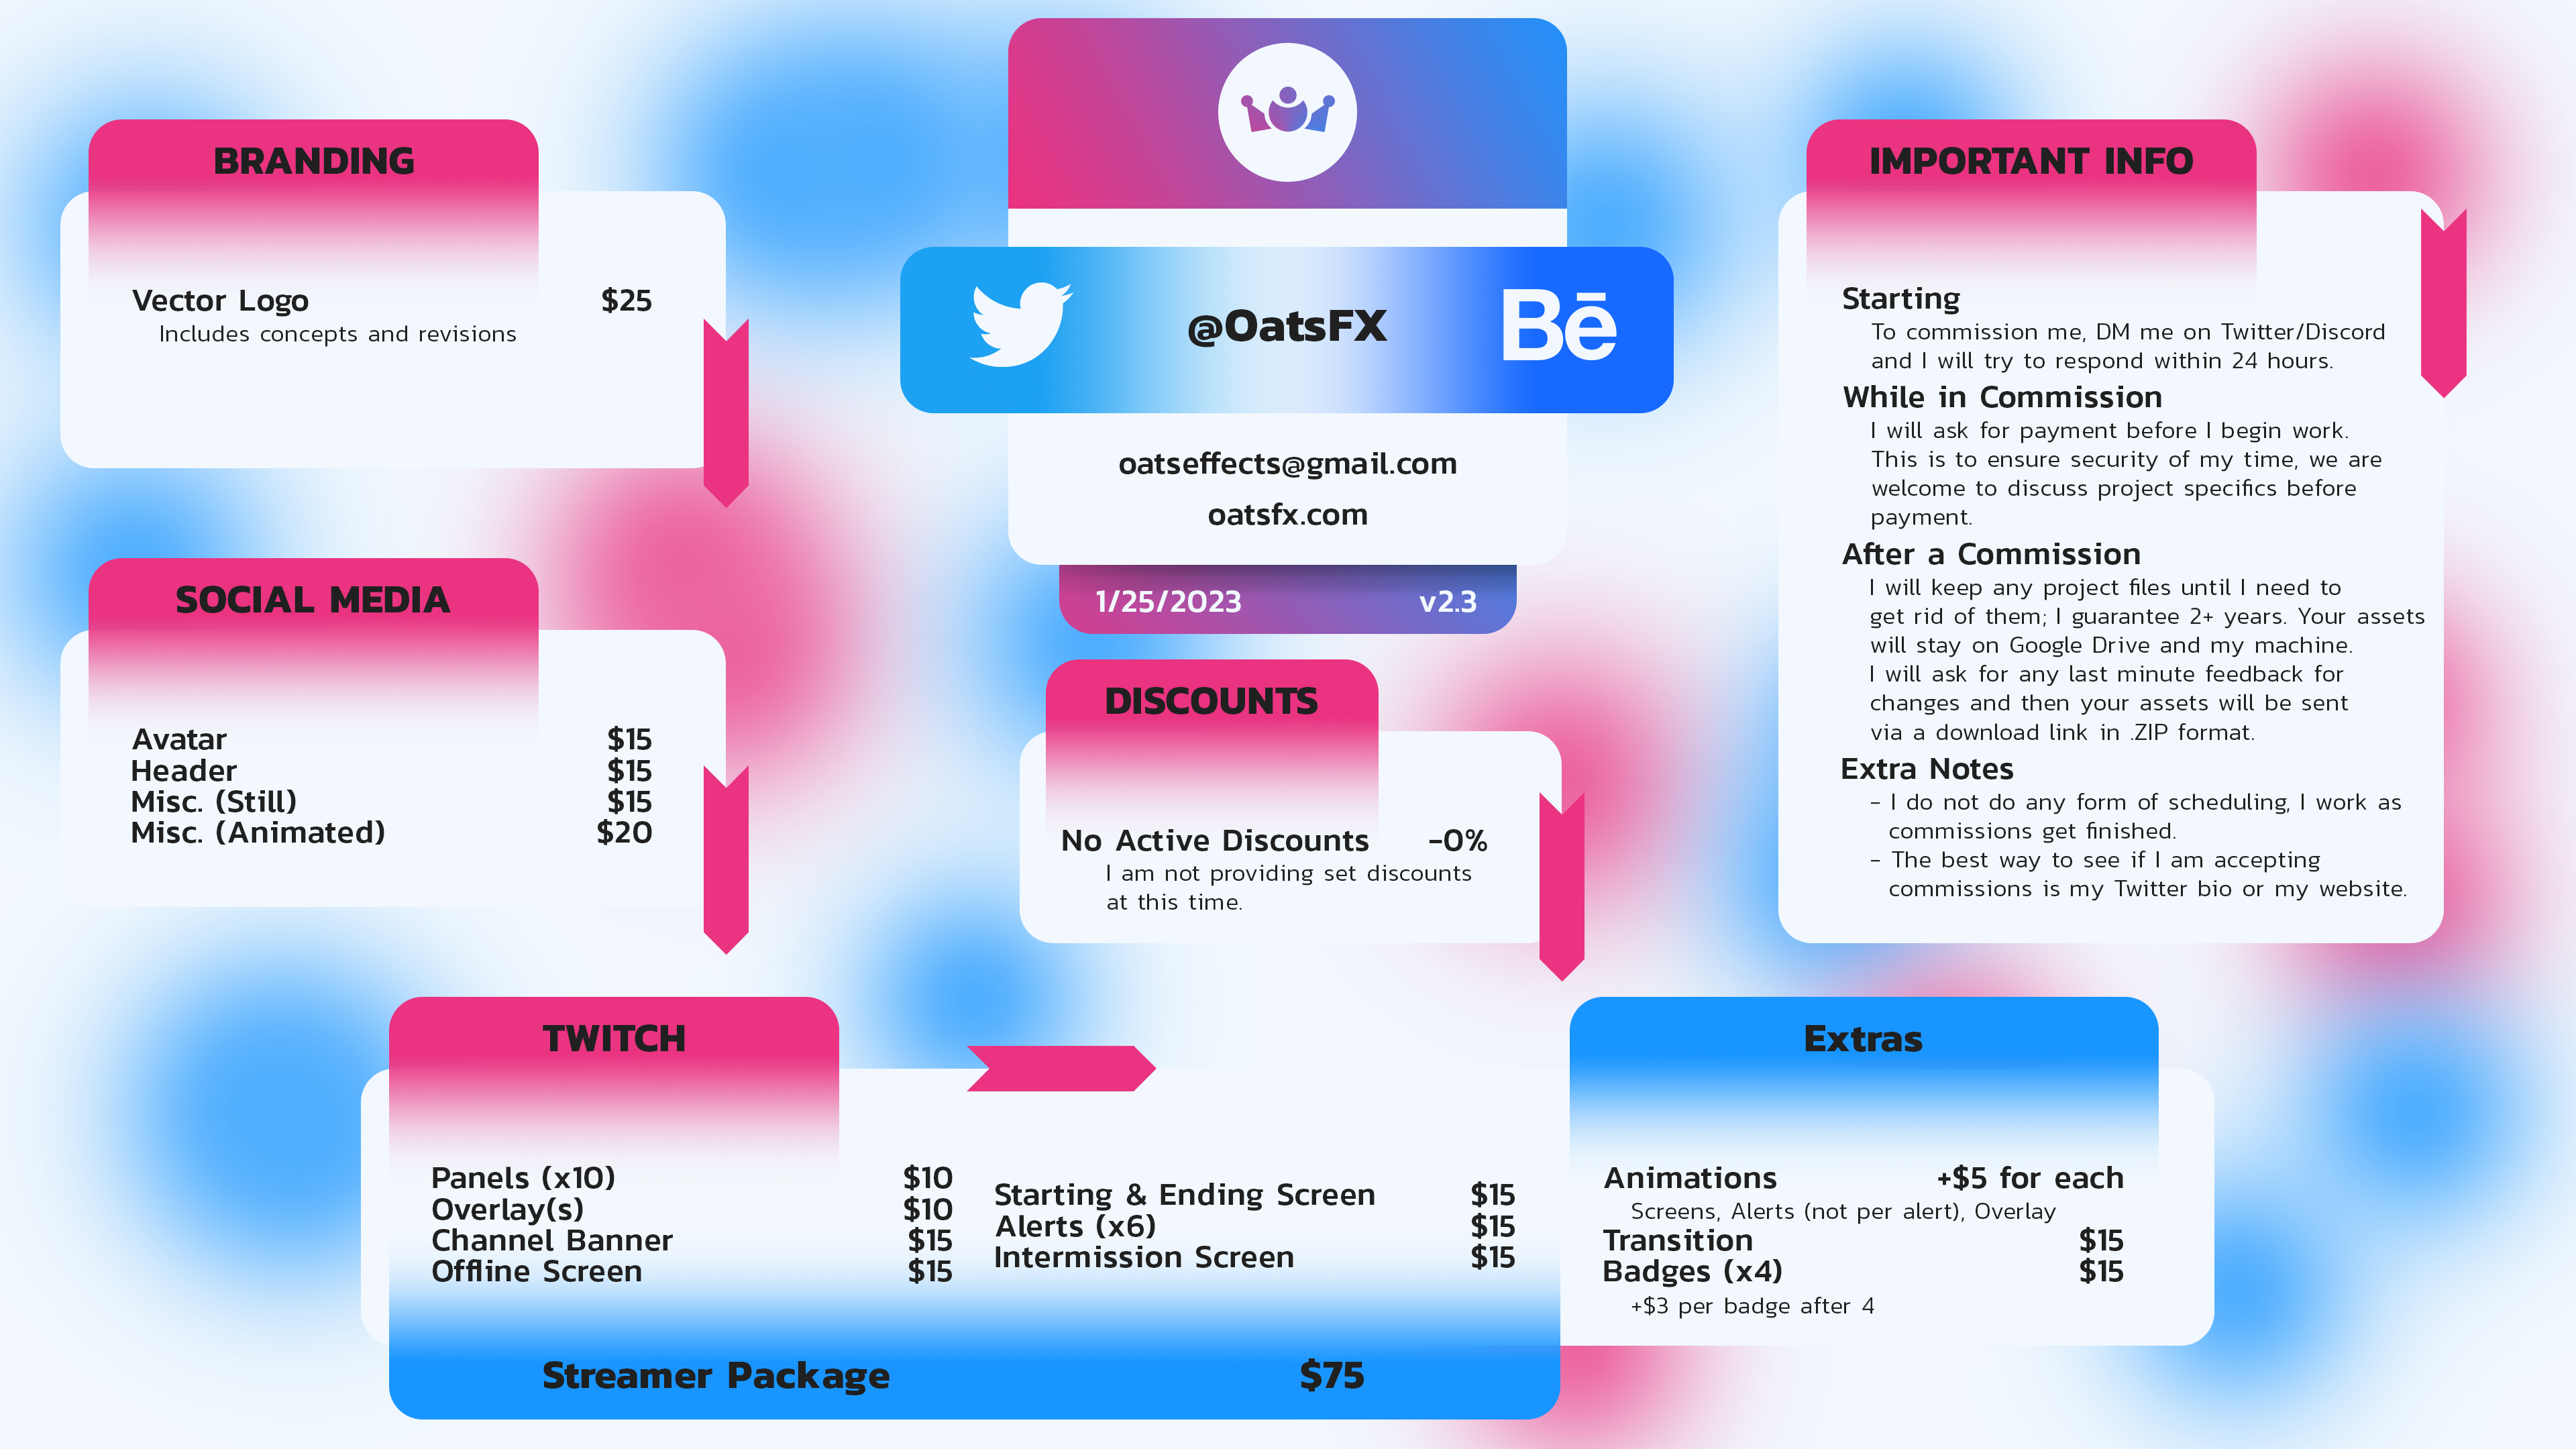 BRANDING
Vector Logo $25
Includes concepts and revisions
SOCIAL MEDIA
Avatar $15
Header $15
Misc. (Still) $15
Misc. (Animated) $20
@OatsFX
Bē
oatseffects@gmail.com
oatsfx.com
1/25/2023 v2.3
DISCOUNTS
No Active Discounts -0%
I am not providing set discounts
at this time.
IMPORTANT INFO
Starting
To commission me, DM me on Twitter/Discord
and I will try to respond within 24 hours.
While in Commission
I will ask for payment before I begin work.
This is to ensure security of my time, we are
welcome to discuss project specifics before
payment.
After a Commission
I will keep any project files until I need to
get rid of them; I guarantee 2+ years. Your assets
will stay on Google Drive and my machine.
I will ask for any last minute feedback for
changes and then your assets will be sent
via a download link in .ZIP format.
Extra Notes
- I do not do any form of scheduling, I work as
commissions get finished.
- The best way to see if I am accepting
commissions is my Twitter bio or my website.
TWITCH
Panels (x10) $10
Overlay(s) $10
Channel Banner $15
Offline Screen $15
Starting & Ending Screen $15
Alerts (x6) $15
Intermission Screen $15
Streamer Package $75
Extras
Animations +$5 for each
Screens, Alerts (not per alert), Overlay
Transition $15
Badges (x4) $15
+$3 per badge after 4